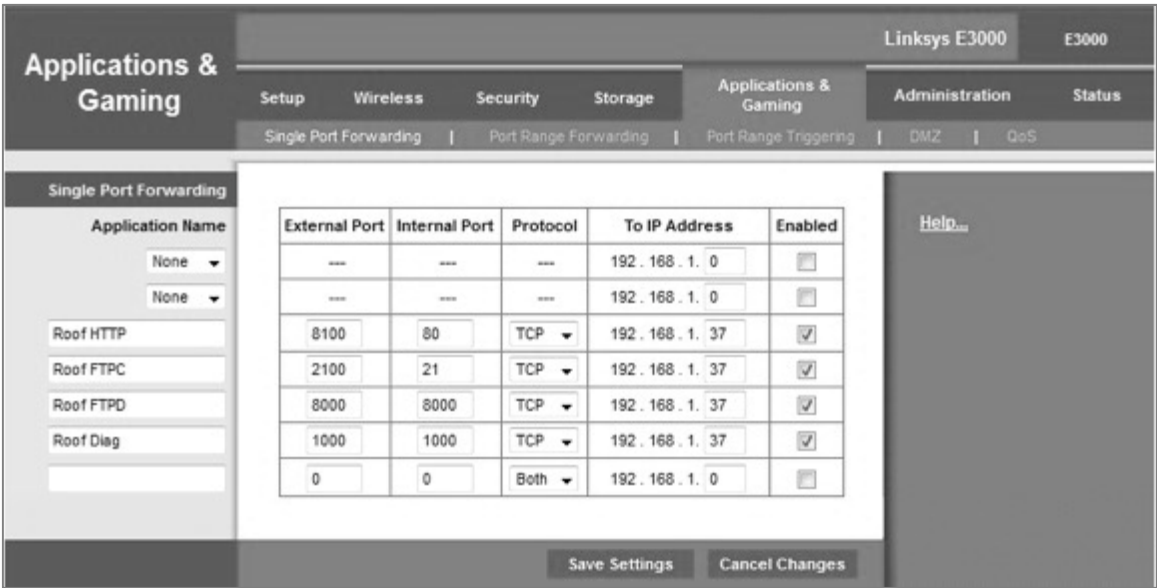 Applications & Gaming
Linksys E3000 E3000
Setup Wireless Security Storage Applications & Gaming Administration Status
Single Port Forwarding | Port Range Forwarding | Port Range Triggering | DMZ | QoS
Single Port Forwarding
Application Name External Port Internal Port Protocol To IP Address Enabled
None --- --- --- 192 . 168 . 1. 0
None --- --- --- 192 . 168 . 1. 0
Roof HTTP 8100 80 TCP 192 . 168 . 1. 37
Roof FTPC 2100 21 TCP 192 . 168 . 1. 37
Roof FTPD 8000 8000 TCP 192 . 168 . 1. 37
Roof Diag 1000 1000 TCP 192 . 168 . 1. 37
0 0 Both 192 . 168 . 1. 0
Help...
Save Settings Cancel Changes